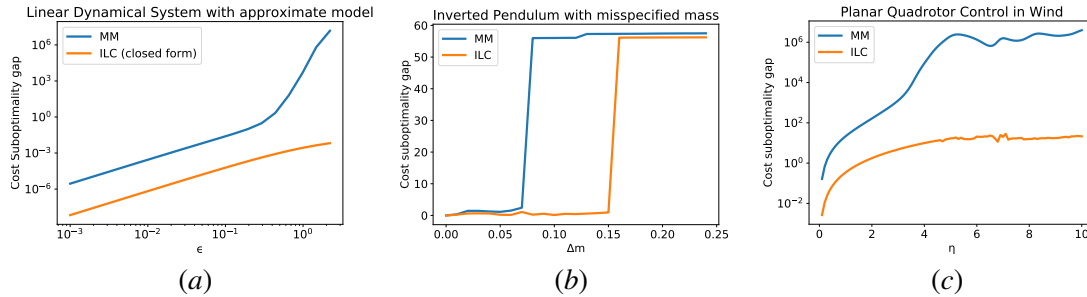 Linear Dynamical System with approximate model
MM
ILC (closed form)
Cost Suboptimality gap
10^6
10^3
10^0
10^−3
10^−6
10^−3
10^−2
10^−1
10^0
ϵ
(a)
Inverted Pendulum with misspecified mass
MM
ILC
Cost suboptimality gap
60
50
40
30
20
10
0
0.00 0.05 0.10 0.15 0.20 0.25
Δm
(b)
Planar Quadrotor Control in Wind
MM
ILC
Cost suboptimality gap
10^6
10^4
10^2
10^0
10^−2
0 2 4 6 8 10
η
(c)